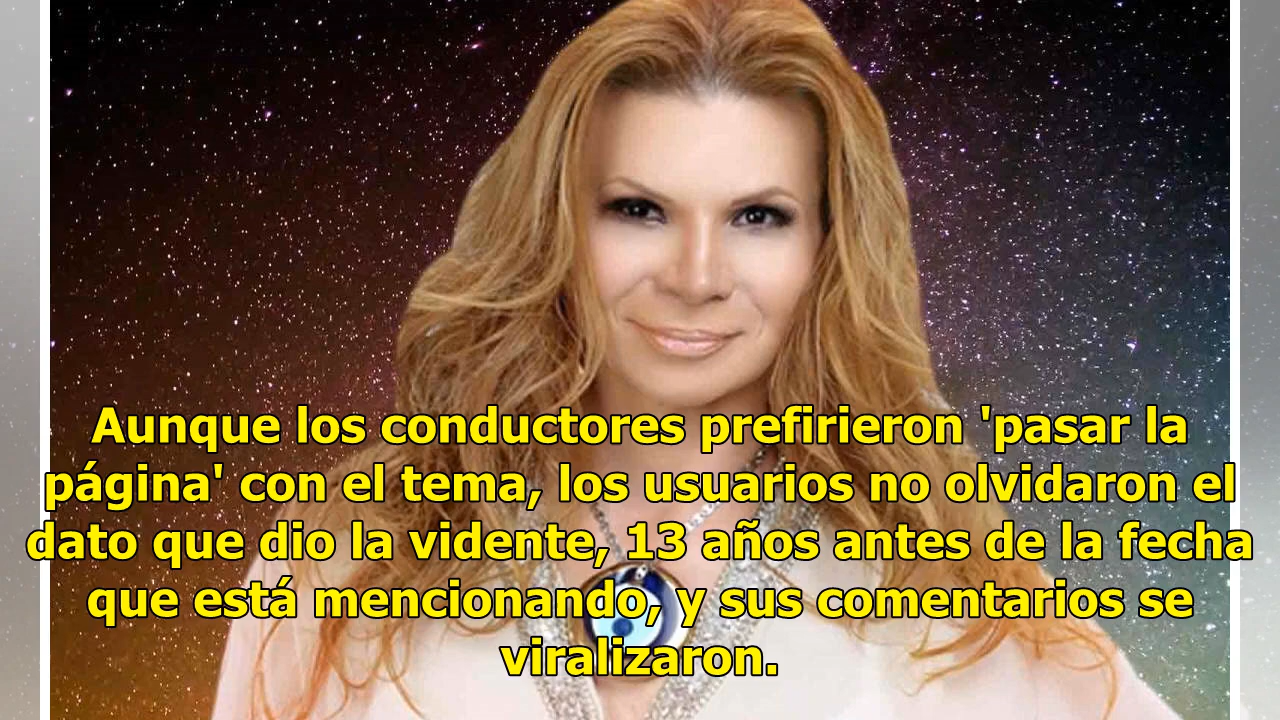 Aunque los conductores prefirieron 'pasar la
página' con el tema, los usuarios no olvidaron el
dato que dio la vidente, 13 años antes de la fecha
que está mencionando, y sus comentarios se
viralizaron.